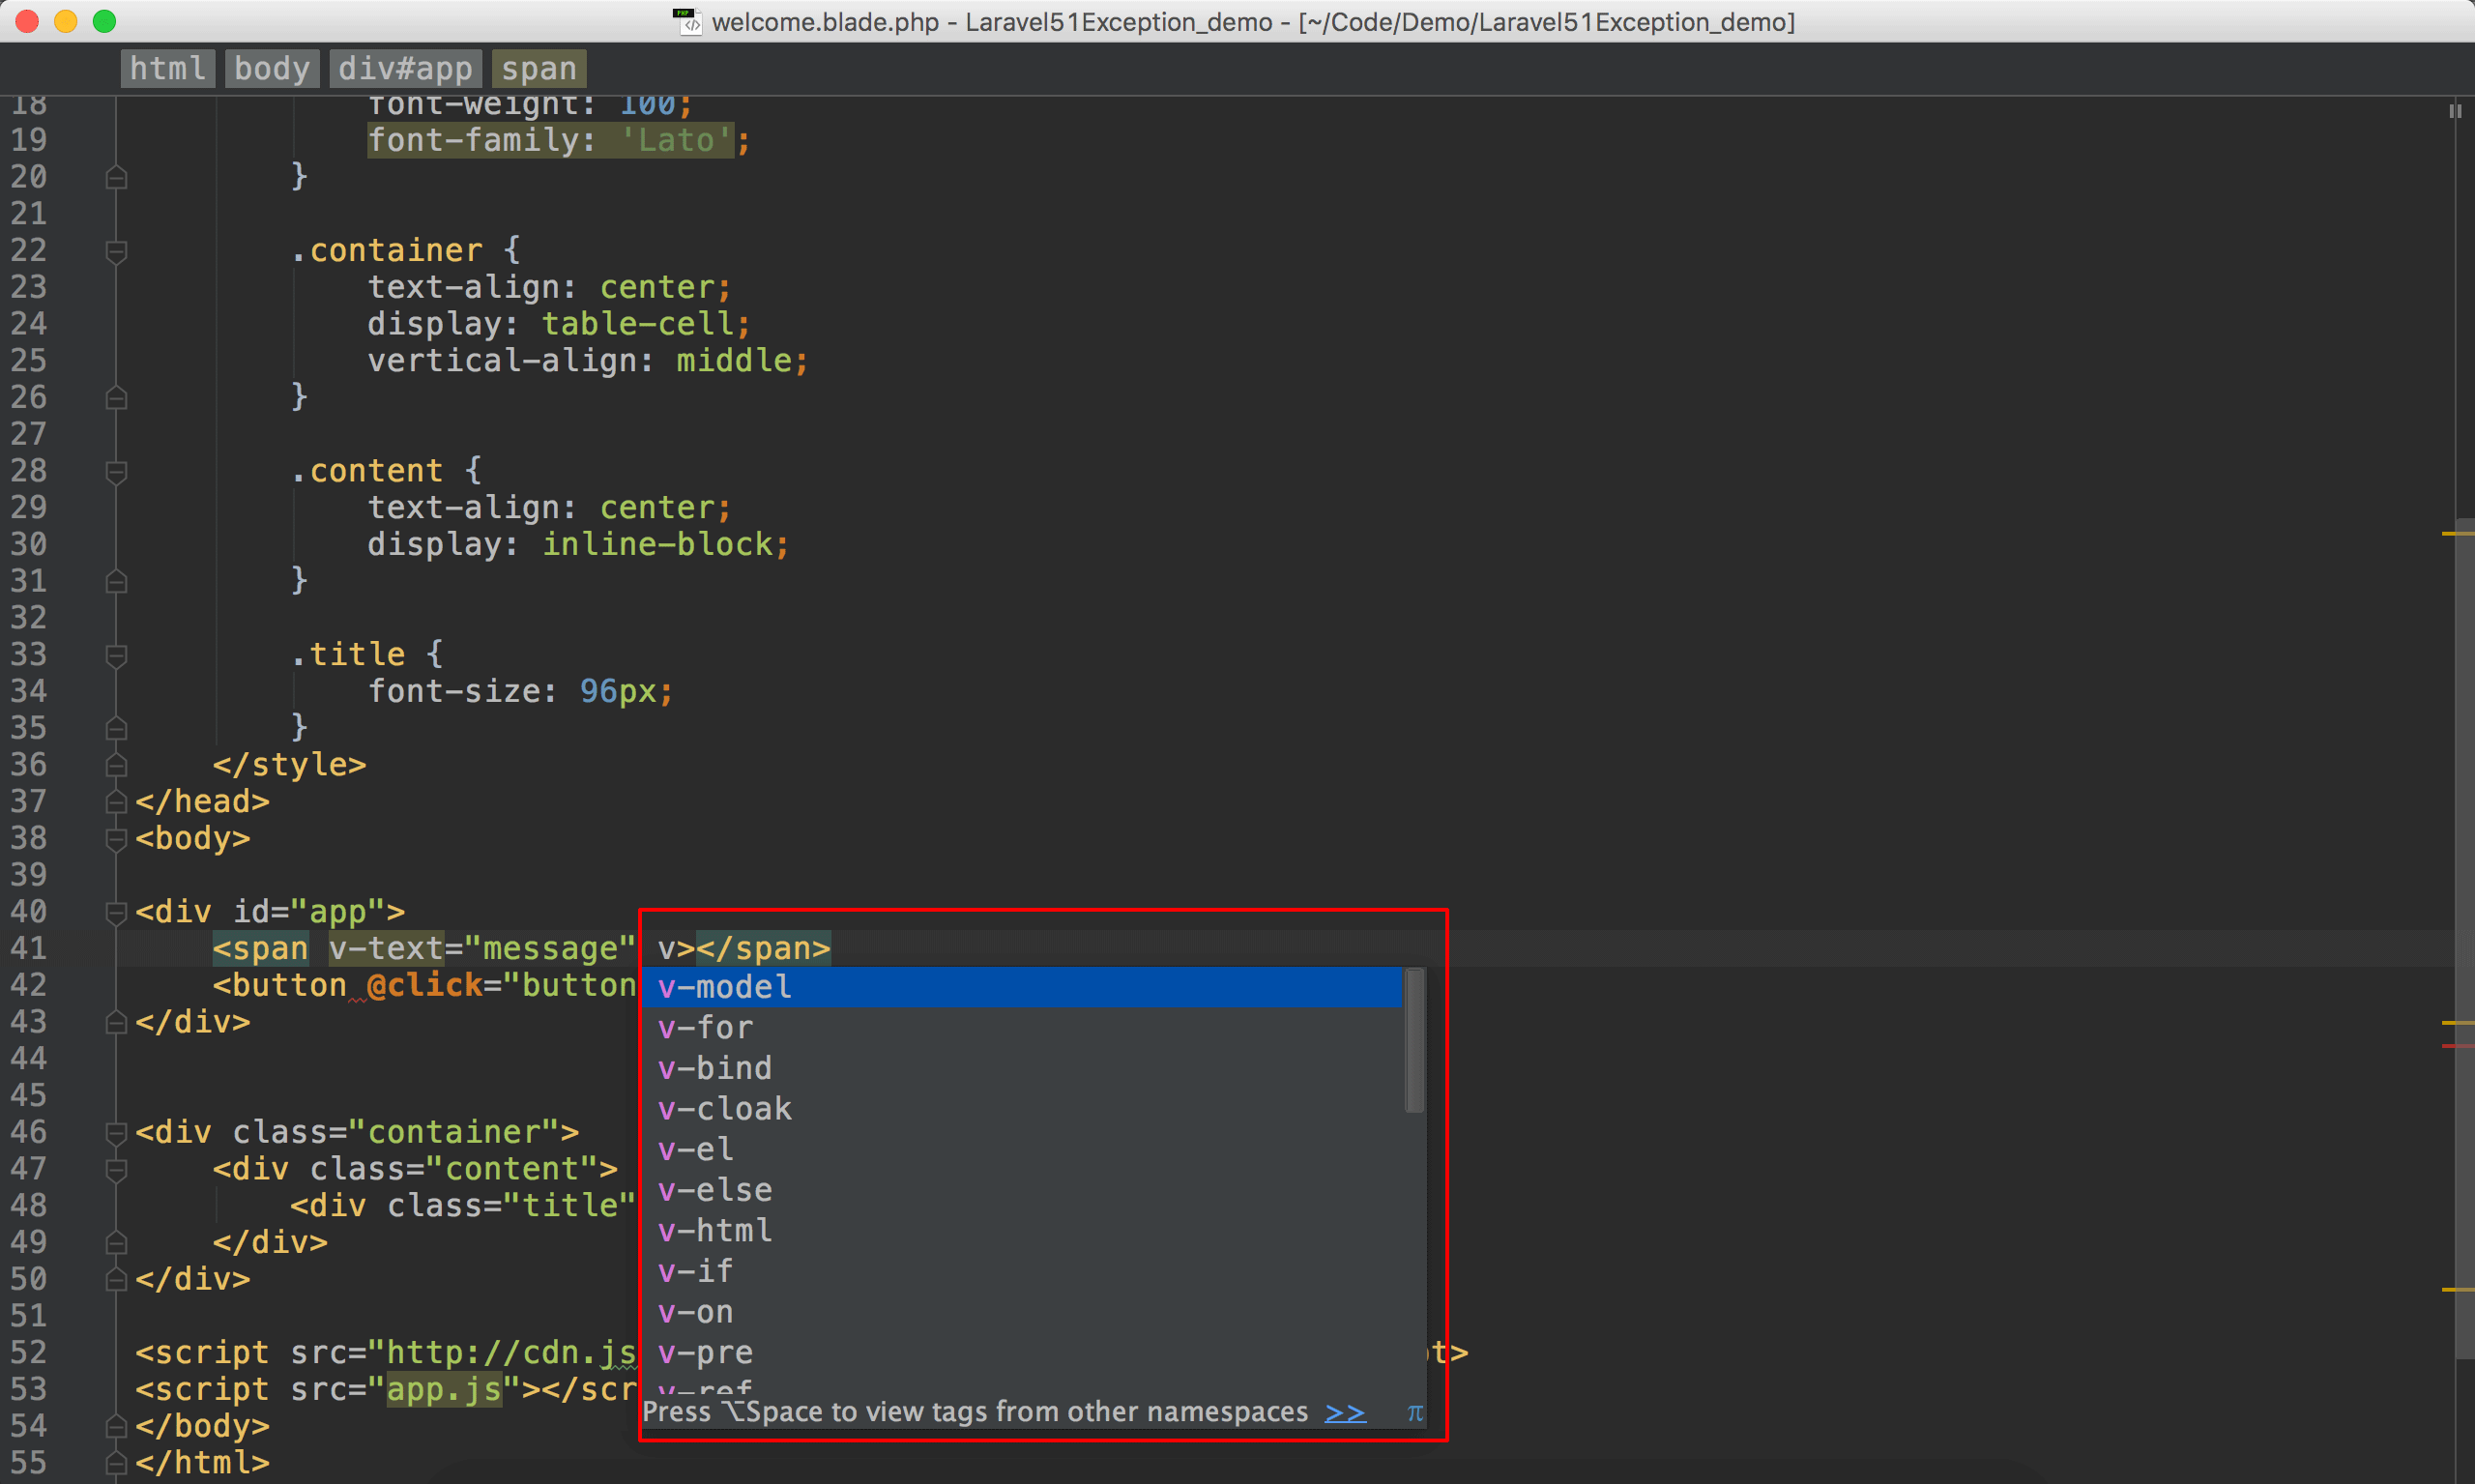 welcome.blade.php - Laravel51Exception_demo - [~/Code/Demo/Laravel51Exception_demo]
html body div#app span
18 font-weight: 100;
19 font-family: 'Lato';
20 }
21
22 .container {
23 text-align: center;
24 display: table-cell;
25 vertical-align: middle;
26 }
27
28 .content {
29 text-align: center;
30 display: inline-block;
31 }
32
33 .title {
34 font-size: 96px;
35 }
36 </style>
37 </head>
38 <body>
39
40 <div id="app">
41 <span v-text="message" v></span>
42 <button @click="button
43 </div>
44
45
46 <div class="container">
47 <div class="content">
48 <div class="title"
49 </div>
50 </div>
51
52 <script src="http://cdn.js t>
53 <script src="app.js"></scr
54 </body>
55 </html>
v-model
v-for
v-bind
v-cloak
v-el
v-else
v-html
v-if
v-on
v-pre
v-ref
Press ⌥Space to view tags from other namespaces >> π